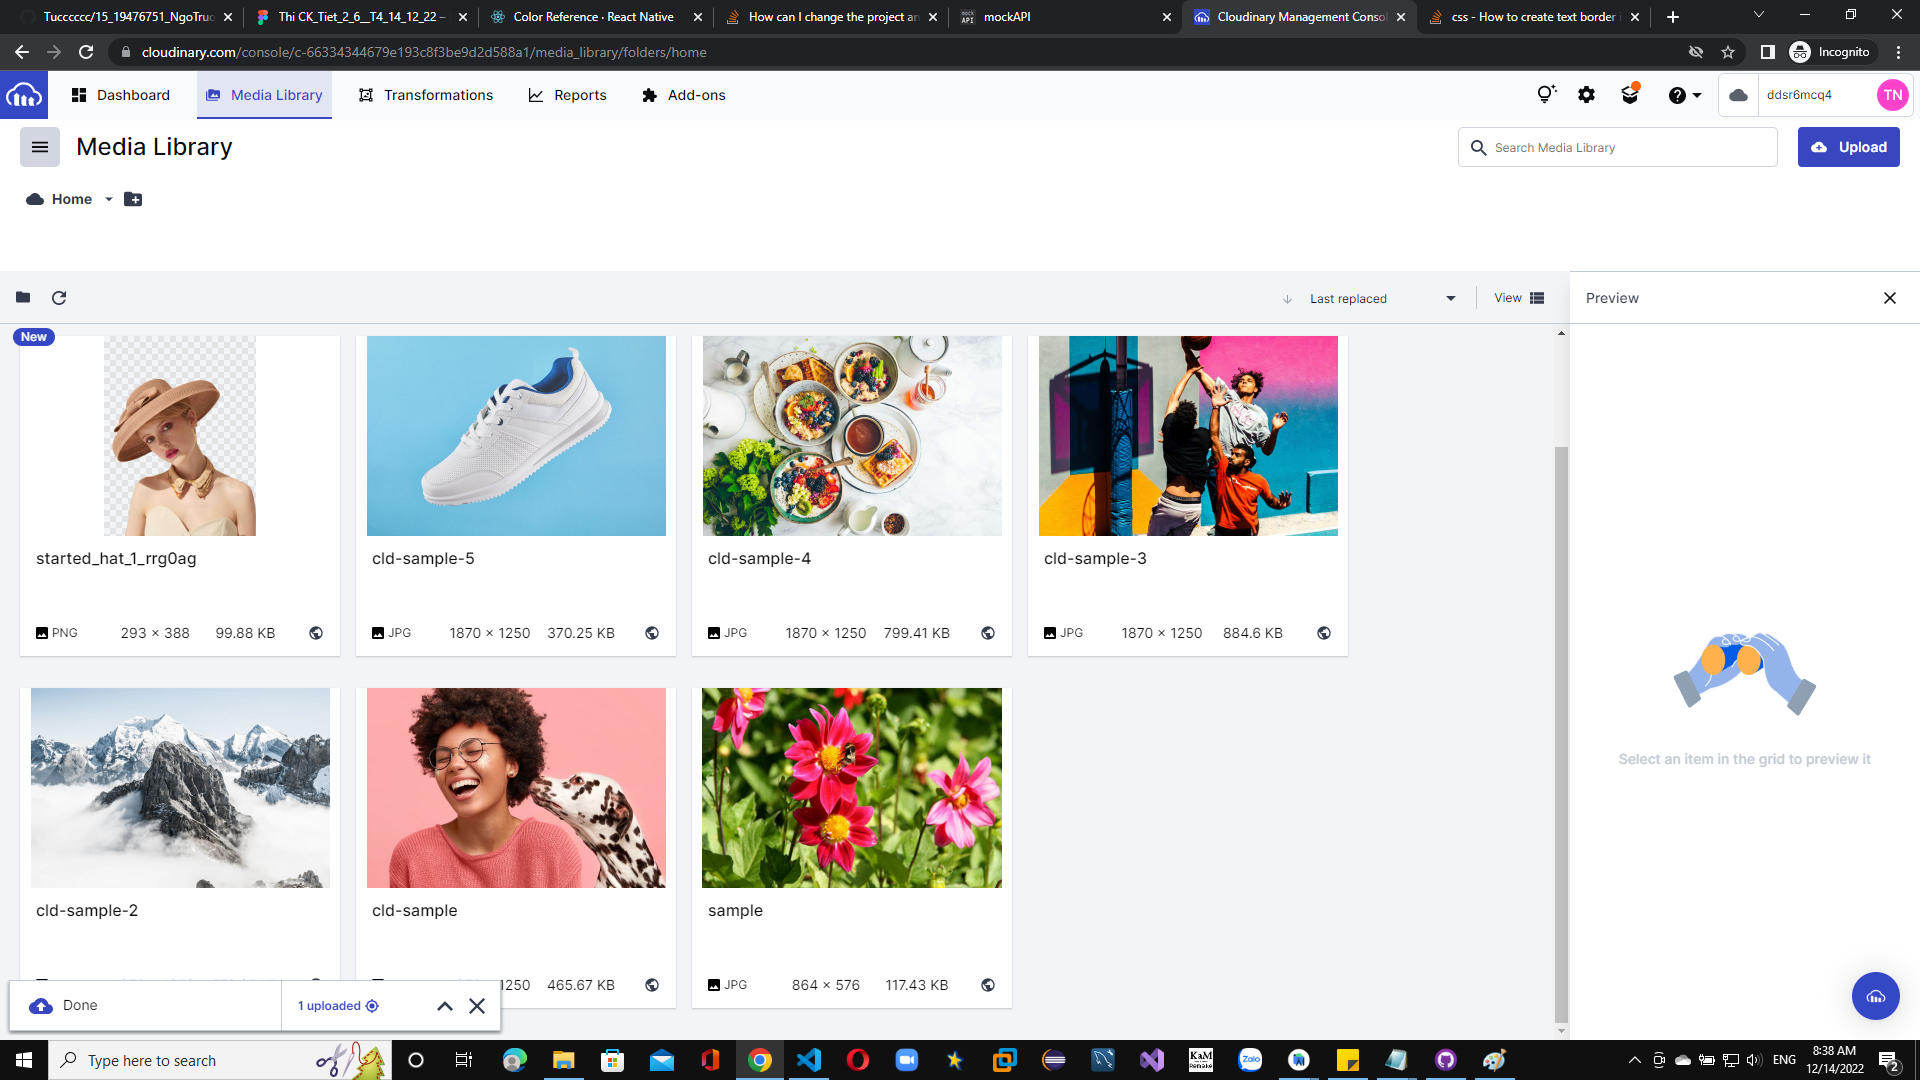 Tucccccc/15_19476751_NgoTruo
Thi CK_Tiet_2_6__T4_14_12_22 –
Color Reference · React Native
How can I change the project an
mockAPI
Cloudinary Management Consol
css - How to create text border i
cloudinary.com/console/c-66334344679e193c8f3be9d2d588a1/media_library/folders/home
Incognito
Dashboard
Media Library
Transformations
Reports
Add-ons
ddsr6mcq4
TN
Media Library
Search Media Library
Upload
Home
Last replaced
View
Preview
New
started_hat_1_rrg0ag
cld-sample-5
cld-sample-4
cld-sample-3
PNG 293 × 388 99.88 KB
JPG 1870 × 1250 370.25 KB
JPG 1870 × 1250 799.41 KB
JPG 1870 × 1250 884.6 KB
Select an item in the grid to preview it
cld-sample-2
cld-sample
sample
1250 465.67 KB
JPG 864 × 576 117.43 KB
Done
1 uploaded
Type here to search
KaM
Remake
Zalo
ENG
8:38 AM
12/14/2022
2